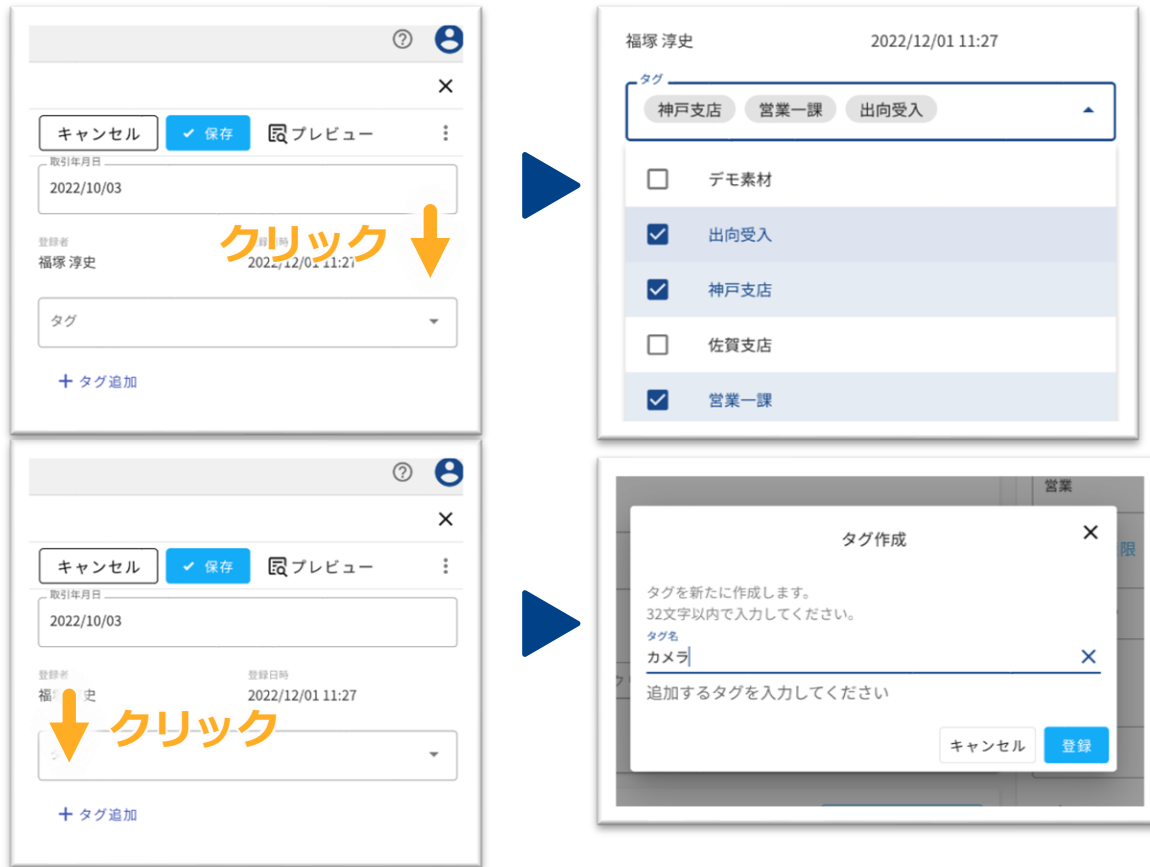 キャンセル
保存
プレビュー
取引年月日
2022/10/03
クリック
登録者
福塚 淳史
2022/12/01 11:27
タグ
+ タグ追加
福塚 淳史
2022/12/01 11:27
タグ
神戸支店
営業一課
出向受入
デモ素材
出向受入
神戸支店
佐賀支店
営業一課
キャンセル
保存
プレビュー
取引年月日
2022/10/03
登録者
登録日時
2022/12/01 11:27
クリック
+ タグ追加
営業
限
タグ作成
タグを新たに作成します。
32文字以内で入力してください。
タグ名
カメラ
追加するタグを入力してください
キャンセル
登録